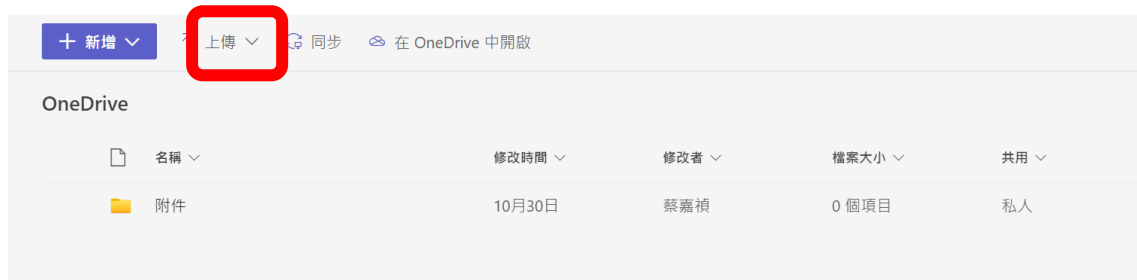 新增 上傳 同步 在 OneDrive 中開啟
OneDrive
名稱 修改時間 修改者 檔案大小 共用
附件 10月30日 蔡嘉禎 0 個項目 私人